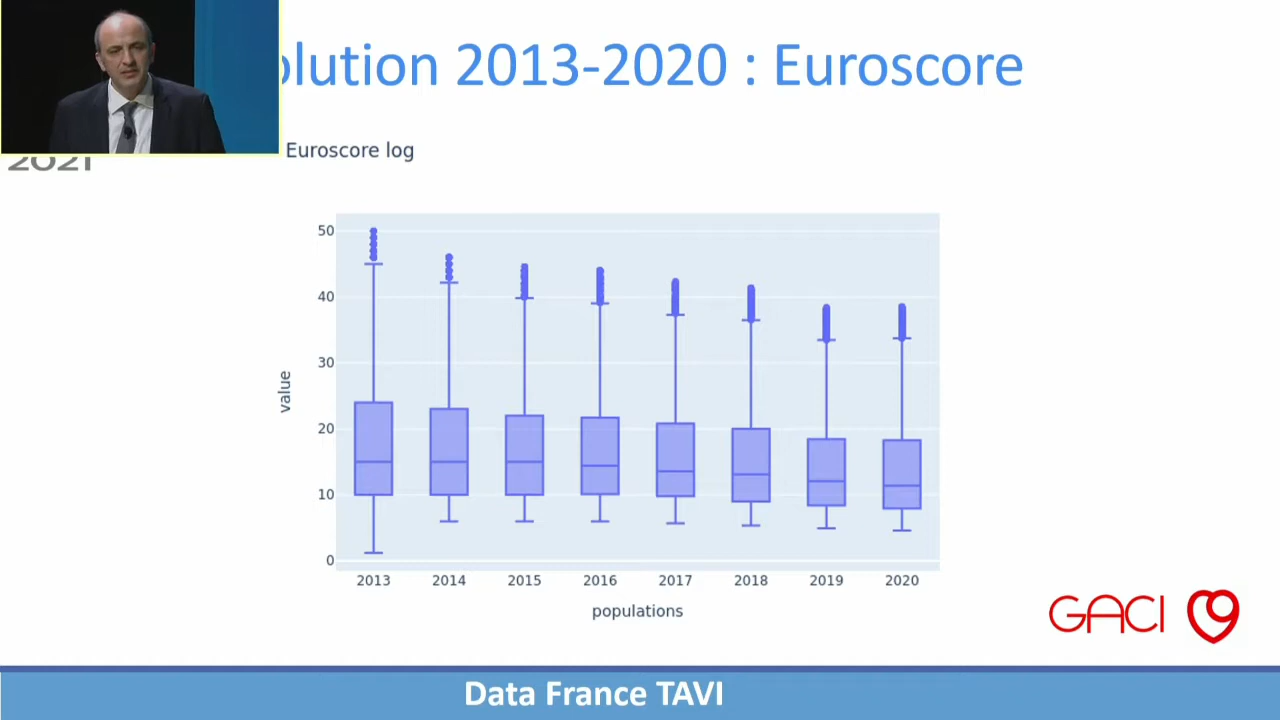 olution 2013-2020 : Euroscore
2021
Euroscore log
50
40
30
20
10
0
value
2013 2014 2015 2016 2017 2018 2019 2020
populations
GACI
Data France TAVI